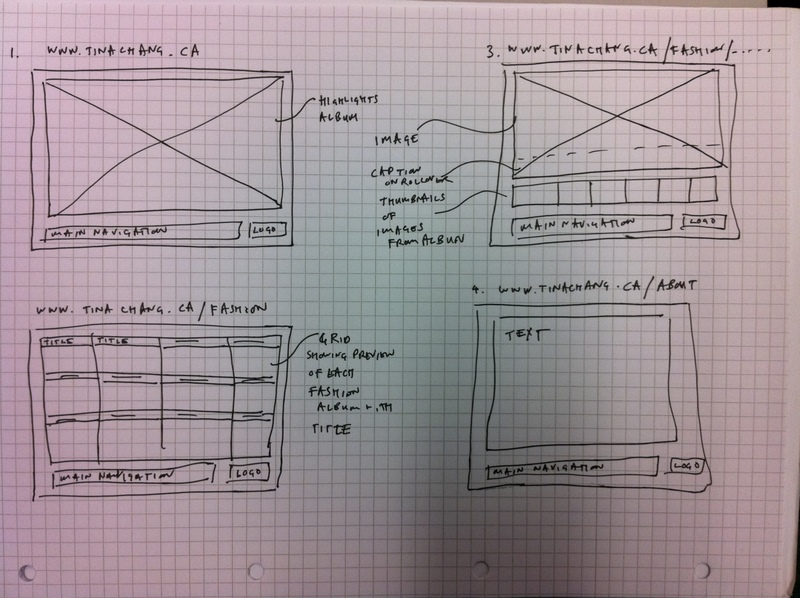 1. WWW.TINACHANG.CA
HIGHLIGHTS
ALBUM
MAIN NAVIGATION
LOGO
WWW.TINACHANG.CA/FASHION
TITLE TITLE
GRID
SHOWING PREVIEW
OF EACH
FASHION
ALBUM WITH
TITLE
MAIN NAVIGATION
LOGO
3. WWW.TINACHANG.CA/FASHION/.....
IMAGE
CAPTION
ON ROLLOVER
THUMBNAILS
OF
IMAGES
FROM ALBUM
MAIN NAVIGATION
LOGO
4. WWW.TINACHANG.CA/ABOUT
TEXT
MAIN NAVIGATION
LOGO